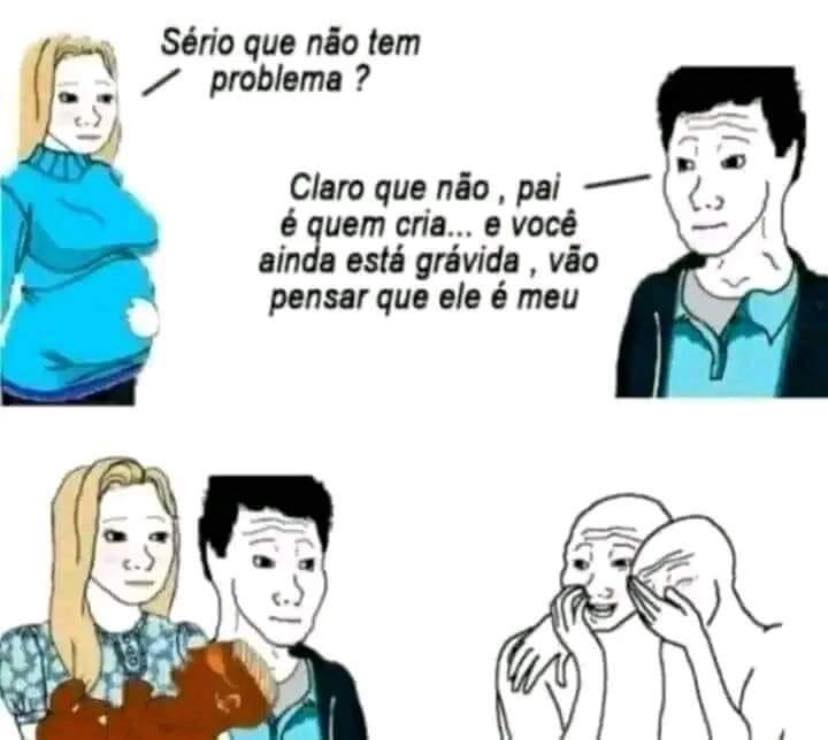 Sério que não tem
problema ?
Claro que não , pai
é quem cria... e você
ainda está grávida , vão
pensar que ele é meu